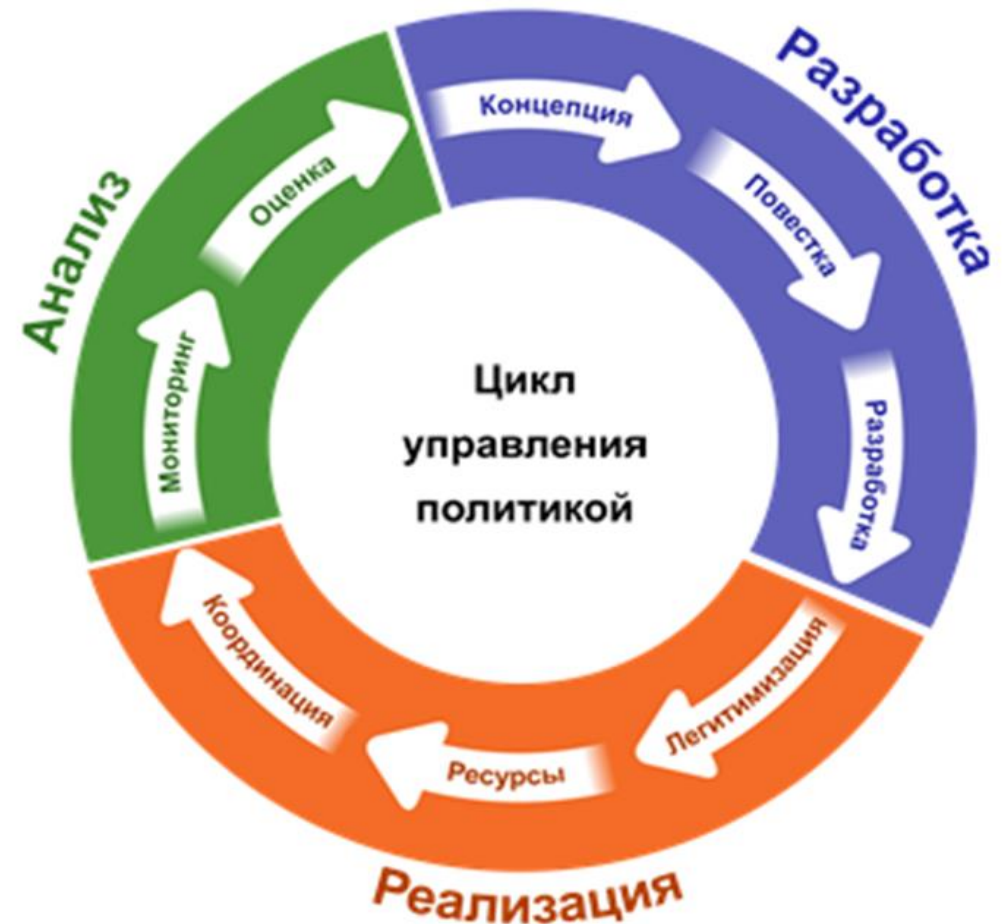 Разработка
Концепция
Повестка
Разработка
Легитимизация
Ресурсы
Координация
Реализация
Мониторинг
Оценка
Анализ
Цикл
управления
политикой